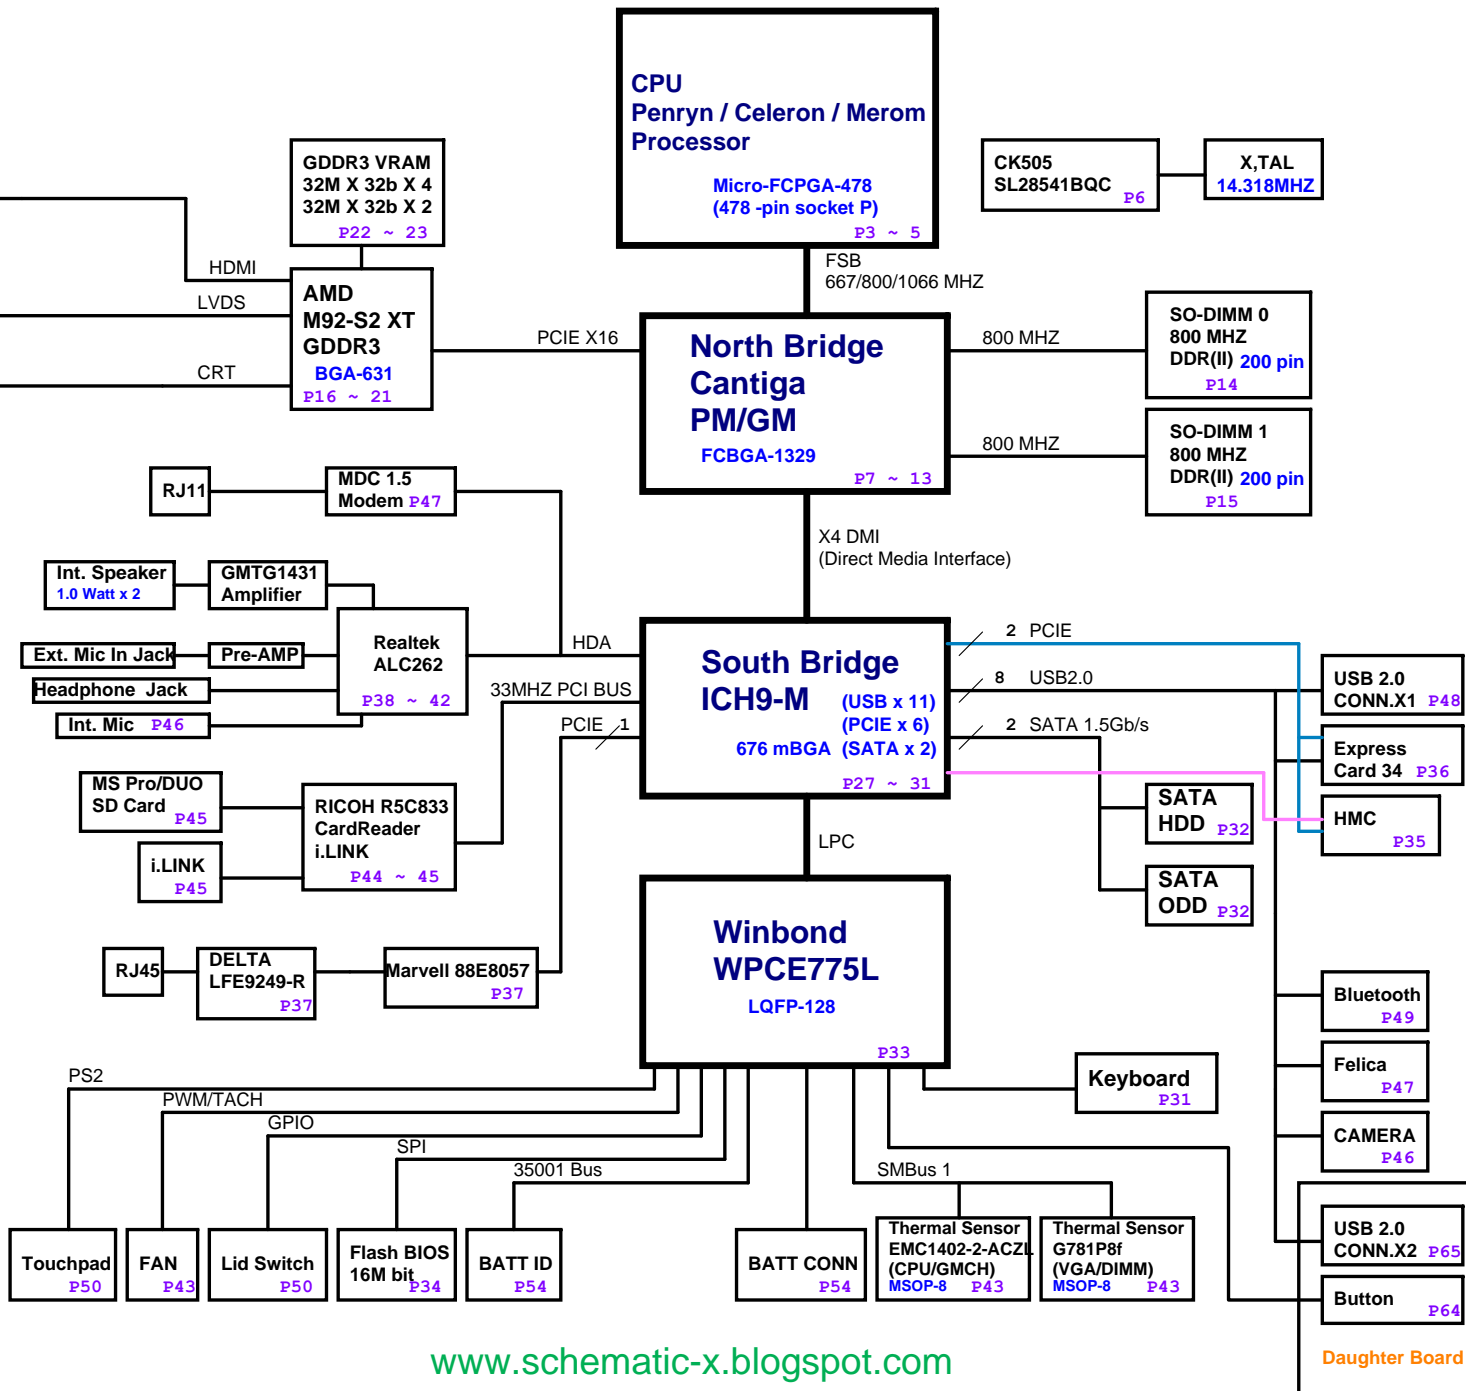 CPU
Penryn / Celeron / Merom
Processor
Micro-FCPGA-478
(478 -pin socket P)
P3 ~ 5
CK505
SL28541BQC
P6
X,TAL
14.318MHZ
GDDR3 VRAM
32M X 32b X 4
32M X 32b X 2
P22 ~ 23
FSB
667/800/1066 MHZ
HDMI
LVDS
CRT
AMD
M92-S2 XT
GDDR3
BGA-631
P16 ~ 21
PCIE X16
North Bridge
Cantiga
PM/GM
FCBGA-1329
P7 ~ 13
800 MHZ
SO-DIMM 0
800 MHZ
DDR(II) 200 pin
P14
800 MHZ
SO-DIMM 1
800 MHZ
DDR(II) 200 pin
P15
RJ11
MDC 1.5
Modem P47
X4 DMI
(Direct Media Interface)
Int. Speaker
1.0 Watt x 2
GMTG1431
Amplifier
Ext. Mic In Jack
Pre-AMP
Headphone Jack
Int. Mic P46
Realtek
ALC262
P38 ~ 42
HDA
33MHZ PCI BUS
PCIE 1
South Bridge
ICH9-M
(USB x 11)
(PCIE x 6)
676 mBGA (SATA x 2)
P27 ~ 31
2 PCIE
8 USB2.0
2 SATA 1.5Gb/s
USB 2.0
CONN.X1 P48
Express
Card 34 P36
HMC
P35
SATA
HDD P32
SATA
ODD P32
MS Pro/DUO
SD Card
P45
i.LINK
P45
RICOH R5C833
CardReader
i.LINK
P44 ~ 45
LPC
RJ45
DELTA
LFE9249-R
P37
Marvell 88E8057
P37
Winbond
WPCE775L
LQFP-128
P33
Bluetooth
P49
Felica
P47
CAMERA
P46
Keyboard
P31
PS2
PWM/TACH
GPIO
SPI
35001 Bus
SMBus 1
Touchpad
P50
FAN
P43
Lid Switch
P50
Flash BIOS
16M bit
P34
BATT ID
P54
BATT CONN
P54
Thermal Sensor
EMC1402-2-ACZL
(CPU/GMCH)
MSOP-8 P43
Thermal Sensor
G781P8f
(VGA/DIMM)
MSOP-8 P43
USB 2.0
CONN.X2 P65
Button
P64
Daughter Board
www.schematic-x.blogspot.com